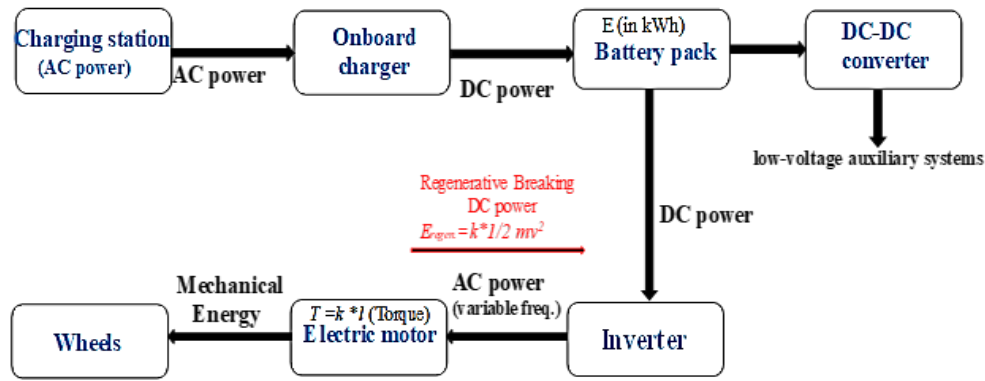 Charging station
(AC power)
AC power
Onboard
charger
DC power
E (in kWh)
Battery pack
DC-DC
converter
low-voltage auxiliary systems
Regenerative Breaking
DC power
Eregen.=k*1/2 mv²
DC power
AC power
(variable freq.)
Mechanical
Energy
T=k *I (Torque)
Electric motor
Wheels
Inverter